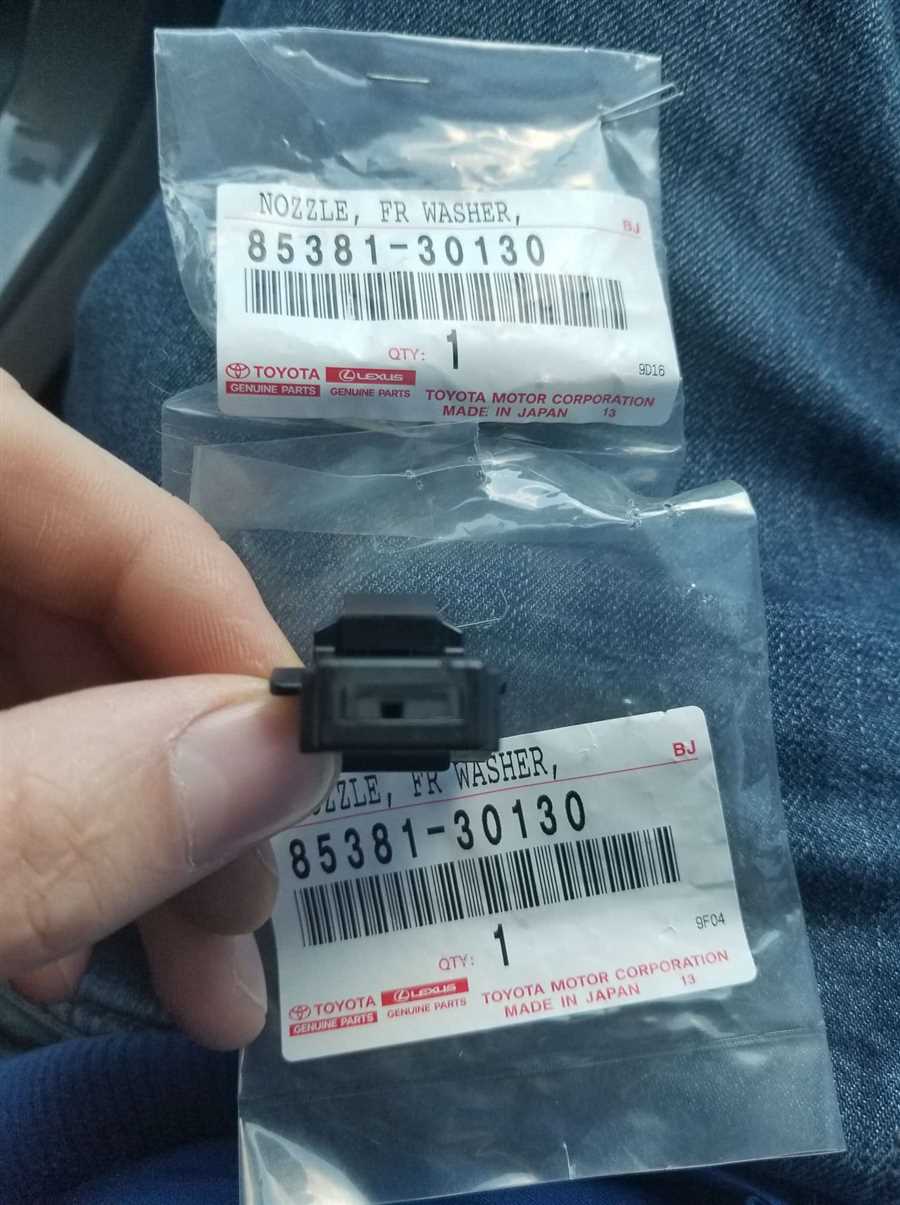 NOZZLE, FR WASHER,
BJ
85381-30130
QTY: 1
9D16
TOYOTA LEXUS
GENUINE PARTS GENUINE PARTS
TOYOTA MOTOR CORPORATION
MADE IN JAPAN 13
FR WASHER,
BJ
85381-30130
QTY: 1
9F04
TOYOTA LEXUS
GENUINE PARTS GENUINE PARTS
TOYOTA MOTOR CORPORATION
MADE IN JAPAN 13